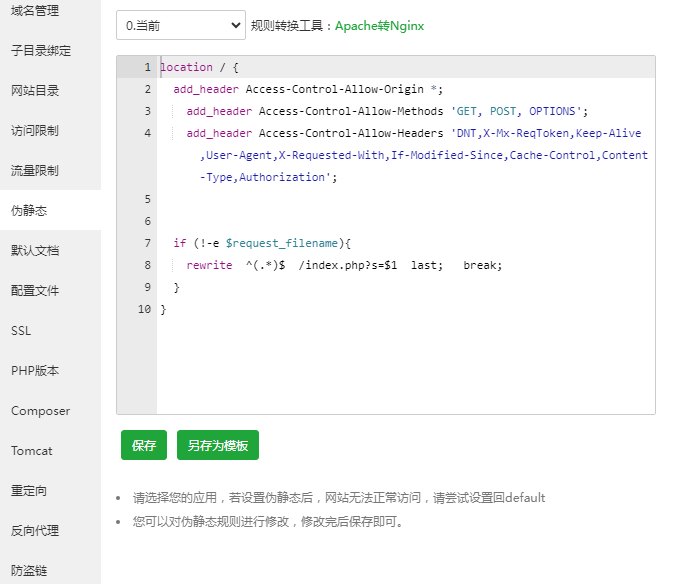 域名管理
子目录绑定
网站目录
访问限制
流量限制
伪静态
默认文档
配置文件
SSL
PHP版本
Composer
Tomcat
重定向
反向代理
防盗链
0.当前 规则转换工具：Apache转Nginx
1 location / {
2 add_header Access-Control-Allow-Origin *;
3 add_header Access-Control-Allow-Methods 'GET, POST, OPTIONS';
4 add_header Access-Control-Allow-Headers 'DNT,X-Mx-ReqToken,Keep-Alive
,User-Agent,X-Requested-With,If-Modified-Since,Cache-Control,Content
-Type,Authorization';
5
6
7 if (!-e $request_filename){
8 rewrite ^(.*)$ /index.php?s=$1 last; break;
9 }
10 }
保存 另存为模板
• 请选择您的应用，若设置伪静态后，网站无法正常访问，请尝试设置回default
• 您可以对伪静态规则进行修改，修改完后保存即可。